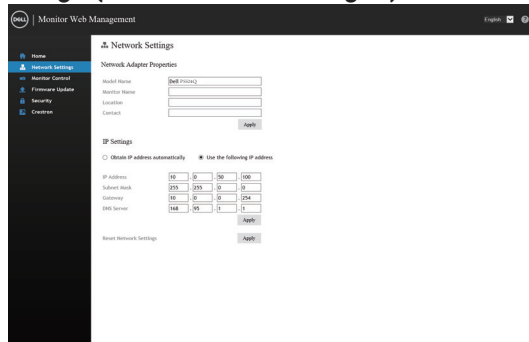 DELL | Monitor Web Management
English
Home
Network Settings
Monitor Control
Firmware Update
Security
Crestron
Network Settings
Network Adapter Properties
Model Name
Monitor Name
Location
Contact
Apply
IP Settings
Obtain IP address automatically Use the following IP address
IP Address 10 . 0 . 50 . 100
Subnet Mask 255 . 255 . 0 . 0
Gateway 10 . 0 . 0 . 254
DNS Server 168 . 95 . 1 . 1
Apply
Reset Network Settings Apply